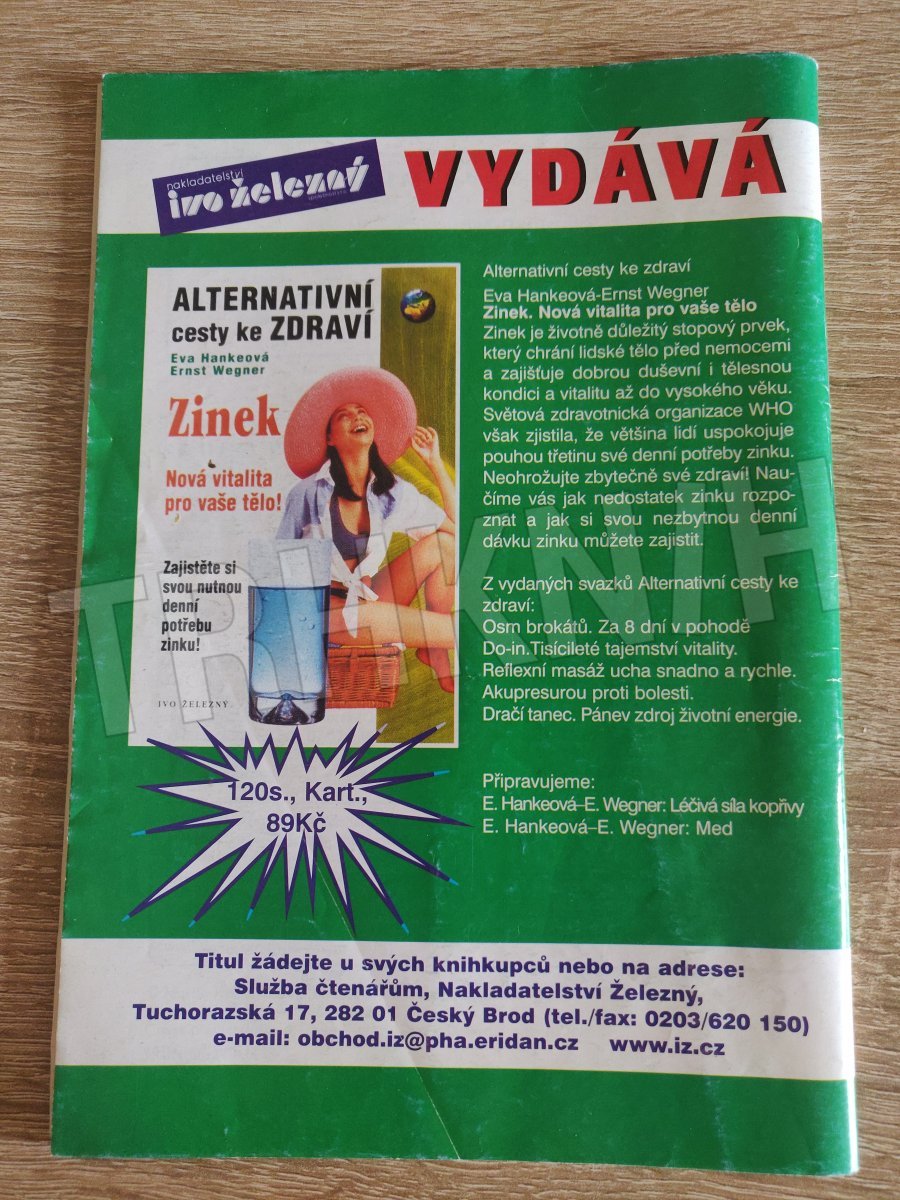 nakladatelství
ivo železný
VYDÁVÁ
ALTERNATIVNÍ
cesty ke ZDRAVÍ
Eva Hankeová
Ernst Wegner
Zinek
Nová vitalita
pro vaše tělo!
Zajistěte si
svou nutnou
denní
potřebu
zinku!
IVO ŽELEZNÝ
120s., Kart.,
89Kč
Alternativní cesty ke zdraví
Eva Hankeová-Ernst Wegner
Zinek. Nová vitalita pro vaše tělo
Zinek je životně důležitý stopový prvek,
který chrání lidské tělo před nemocemi
a zajišťuje dobrou duševní i tělesnou
kondici a vitalitu až do vysokého věku.
Světová zdravotnická organizace WHO
však zjistila, že většina lidí uspokojuje
pouhou třetinu své denní potřeby zinku.
Neohrožujte zbytečně své zdraví! Nau-
číme vás jak nedostatek zinku rozpo-
znat a jak si svou nezbytnou denní
dávku zinku můžete zajistit.
Z vydaných svazků Alternativní cesty ke
zdraví:
Osm brokátů. Za 8 dní v pohodě
Do-in.Tisícileté tajemství vitality.
Reflexní masáž ucha snadno a rychle.
Akupresurou proti bolesti.
Dračí tanec. Pánev zdroj životní energie.
Připravujeme:
E. Hankeová–E. Wegner: Léčivá síla kopřivy
E. Hankeová–E. Wegner: Med
Titul žádejte u svých knihkupců nebo na adrese:
Služba čtenářům, Nakladatelství Železný,
Tuchorazská 17, 282 01 Český Brod (tel./fax: 0203/620 150)
e-mail: obchod.iz@pha.eridan.cz www.iz.cz